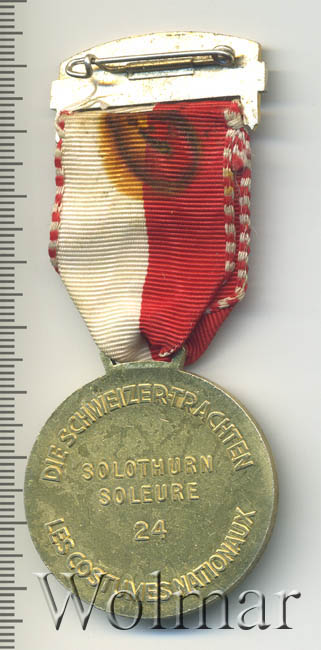 DIE SCHWEIZER-TRACHTEN
SOLOTHURN
SOLEURE
24
LES COSTUMES NATIONAUX
Wolmar